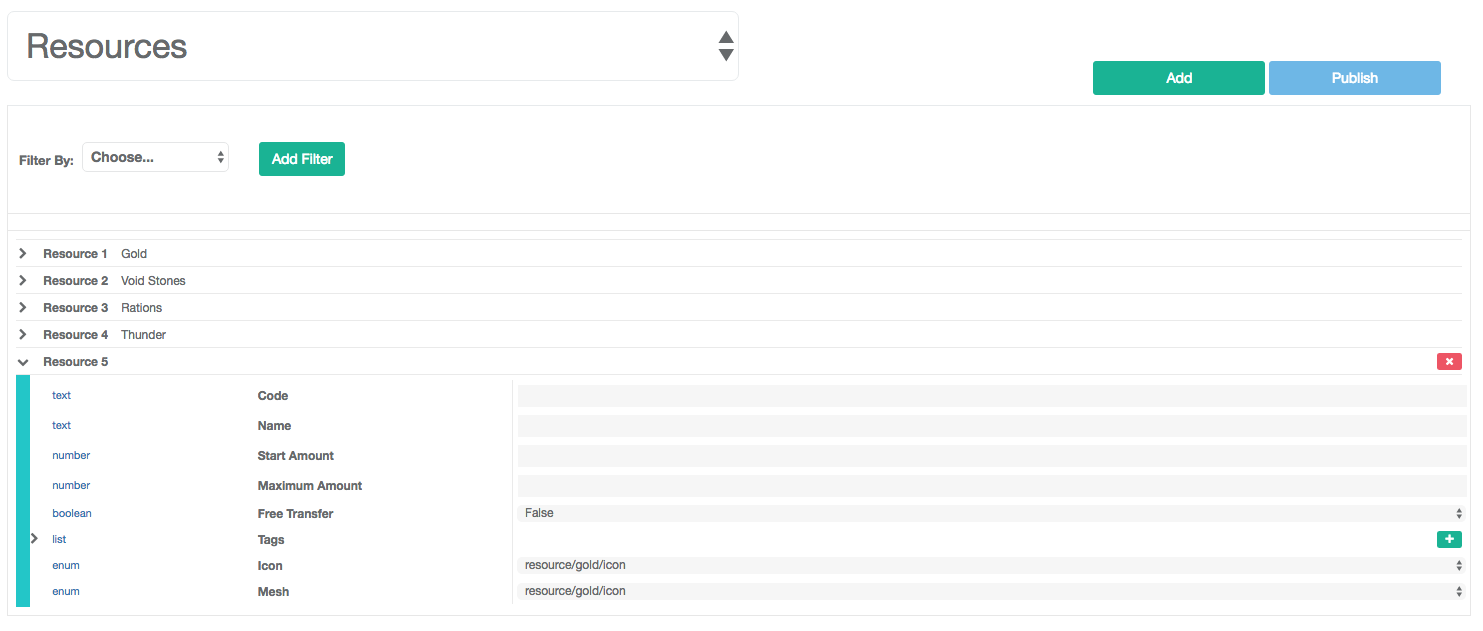 Resources
Add Publish
Filter By: Choose... Add Filter
Resource 1 Gold
Resource 2 Void Stones
Resource 3 Rations
Resource 4 Thunder
Resource 5
text Code
text Name
number Start Amount
number Maximum Amount
boolean Free Transfer False
list Tags
enum Icon resource/gold/icon
enum Mesh resource/gold/icon